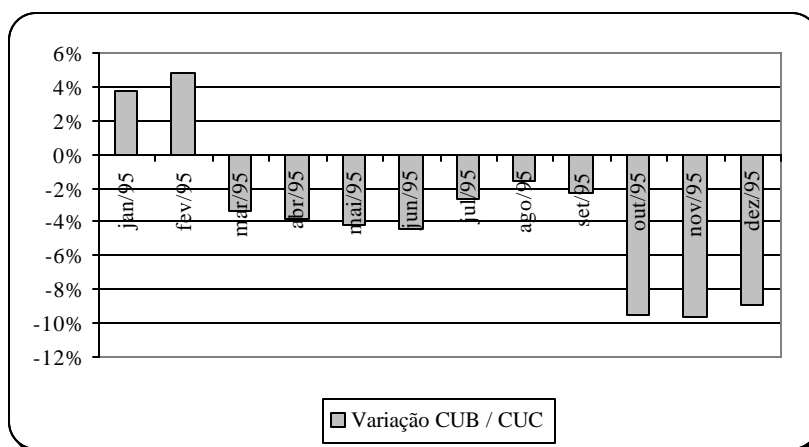 6%
4%
2%
0%
-2%
-4%
-6%
-8%
-10%
-12%
jan/95
fev/95
mar/95
abr/95
mai/95
jun/95
jul/95
ago/95
set/95
out/95
nov/95
dez/95
Variação CUB / CUC